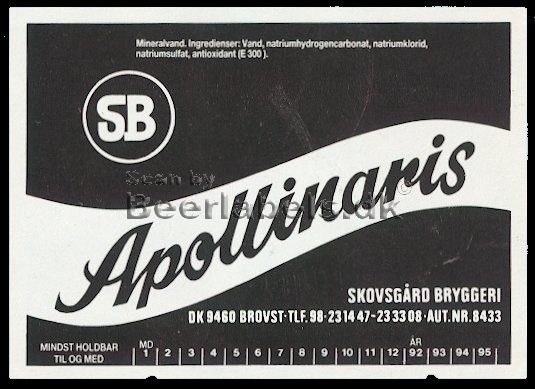 Mineralvand. Ingredienser: Vand, natriumhydrogencarbonat, natriumklorid,
natriumsulfat, antioxidant (E 300).
SB
Scan by
Beerlabels.dk
Apollinaris
SKOVSGÅRD BRYGGERI
DK 9460 BROVST·TLF. 98-23 14 47-23 33 08·AUT. NR. 8433
MINDST HOLDBAR
TIL OG MED
MD ÅR
1 2 3 4 5 6 7 8 9 10 11 12 92 93 94 95